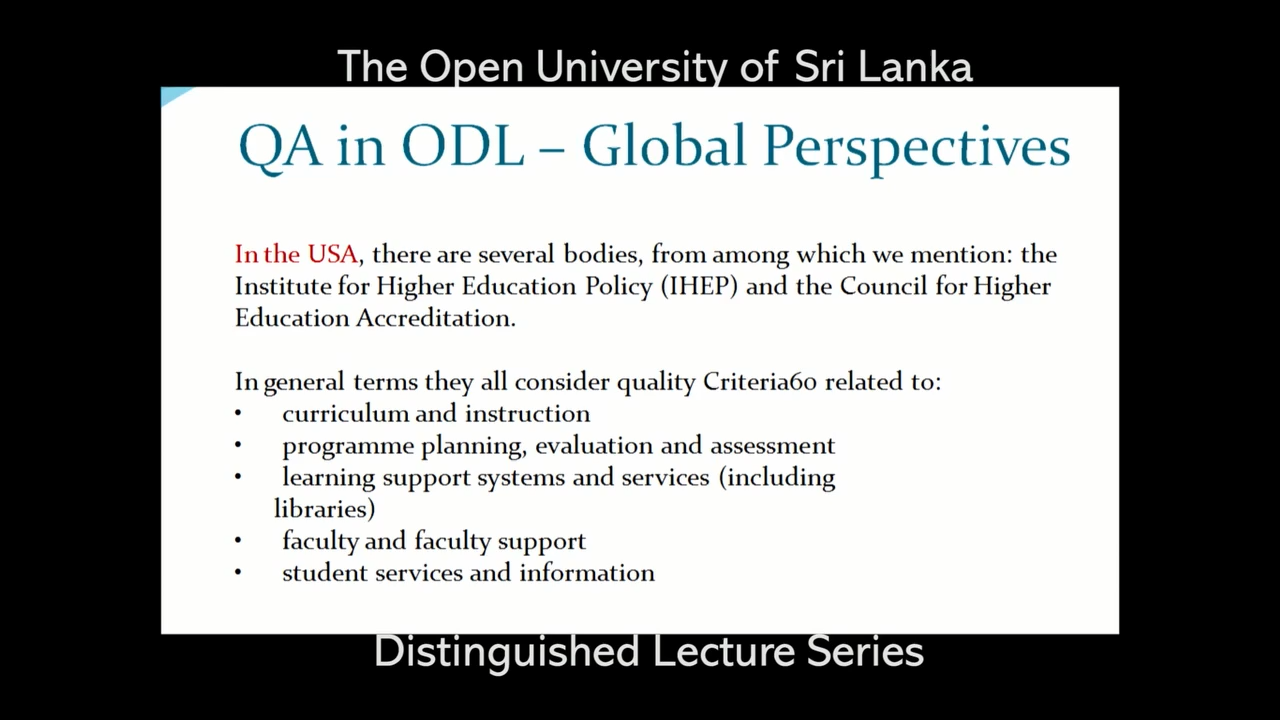 The Open University of Sri Lanka
QA in ODL – Global Perspectives
In the USA, there are several bodies, from among which we mention: the
Institute for Higher Education Policy (IHEP) and the Council for Higher
Education Accreditation.
In general terms they all consider quality Criteria60 related to:
• curriculum and instruction
• programme planning, evaluation and assessment
• learning support systems and services (including
libraries)
• faculty and faculty support
• student services and information
Distinguished Lecture Series